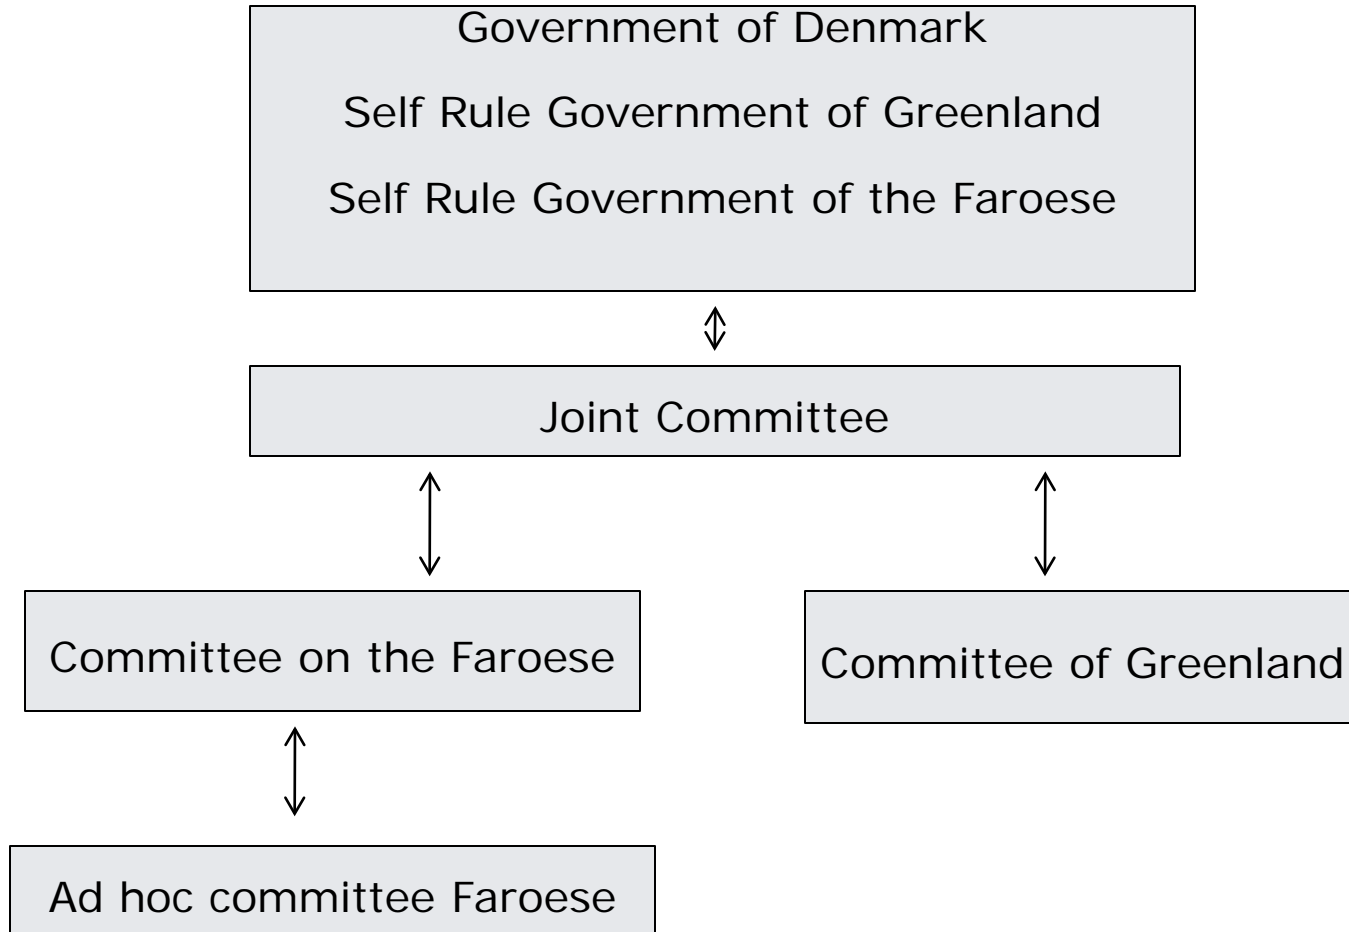 Government of Denmark
Self Rule Government of Greenland
Self Rule Government of the Faroese
Joint Committee
Committee on the Faroese
Committee of Greenland
Ad hoc committee Faroese